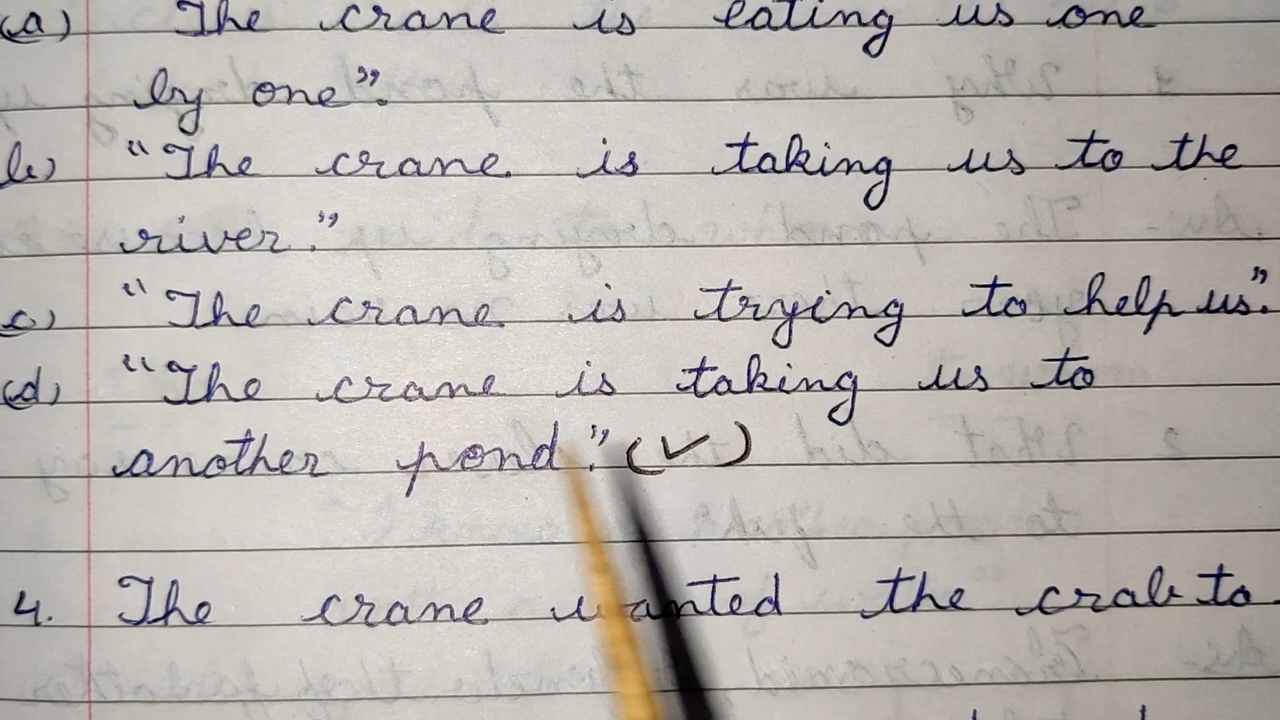 (a) The crane is eating us one
by one".
b) "The crane is taking us to the
river."
c) "The crane is trying to help us".
(d) "The crane is taking us to
another pond." (✓)
4. The crane wanted the crab to